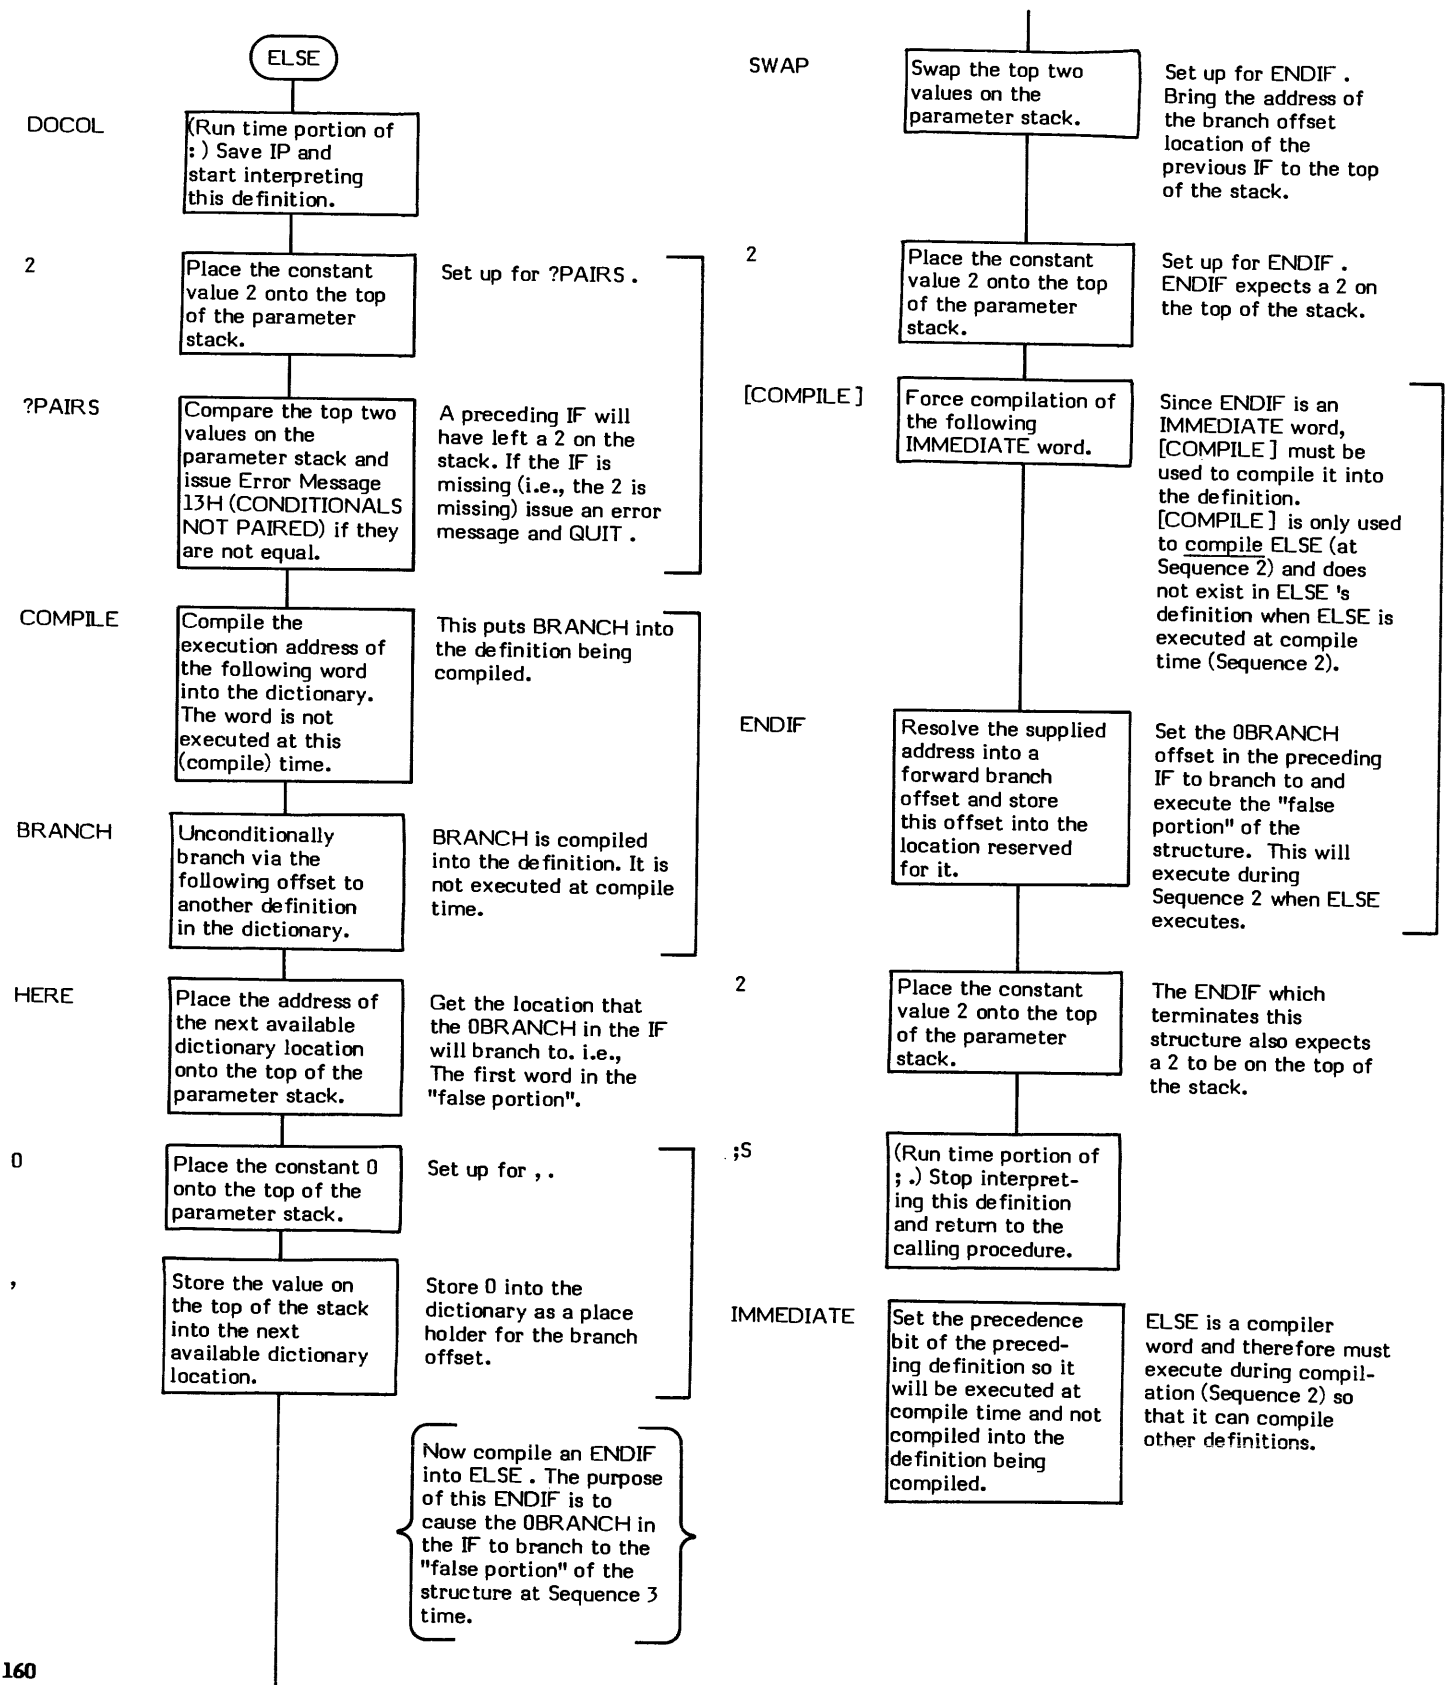 ELSE
DOCOL
(Run time portion of
: ) Save IP and
start interpreting
this definition.
2
Place the constant
value 2 onto the top
of the parameter
stack.
Set up for ?PAIRS .
?PAIRS
Compare the top two
values on the
parameter stack and
issue Error Message
13H (CONDITIONALS
NOT PAIRED) if they
are not equal.
A preceding IF will
have left a 2 on the
stack. If the IF is
missing (i.e., the 2 is
missing) issue an error
message and QUIT .
COMPILE
Compile the
execution address of
the following word
into the dictionary.
The word is not
executed at this
(compile) time.
This puts BRANCH into
the definition being
compiled.
BRANCH
Unconditionally
branch via the
following offset to
another definition
in the dictionary.
BRANCH is compiled
into the definition. It is
not executed at compile
time.
HERE
Place the address of
the next available
dictionary location
onto the top of the
parameter stack.
Get the location that
the 0BRANCH in the IF
will branch to. i.e.,
The first word in the
"false portion".
0
Place the constant 0
onto the top of the
parameter stack.
Set up for , .
,
Store the value on
the top of the stack
into the next
available dictionary
location.
Store 0 into the
dictionary as a place
holder for the branch
offset.
Now compile an ENDIF
into ELSE . The purpose
of this ENDIF is to
cause the 0BRANCH in
the IF to branch to the
"false portion" of the
structure at Sequence 3
time.
160
SWAP
Swap the top two
values on the
parameter stack.
Set up for ENDIF .
Bring the address of
the branch offset
location of the
previous IF to the top
of the stack.
2
Place the constant
value 2 onto the top
of the parameter
stack.
Set up for ENDIF .
ENDIF expects a 2 on
the top of the stack.
[COMPILE]
Force compilation of
the following
IMMEDIATE word.
Since ENDIF is an
IMMEDIATE word,
[COMPILE] must be
used to compile it into
the definition.
[COMPILE] is only used
to compile ELSE (at
Sequence 2) and does
not exist in ELSE 's
definition when ELSE is
executed at compile
time (Sequence 2).
ENDIF
Resolve the supplied
address into a
forward branch
offset and store
this offset into the
location reserved
for it.
Set the 0BRANCH
offset in the preceding
IF to branch to and
execute the "false
portion" of the
structure. This will
execute during
Sequence 2 when ELSE
executes.
2
Place the constant
value 2 onto the top
of the parameter
stack.
The ENDIF which
terminates this
structure also expects
a 2 to be on the top of
the stack.
;S
(Run time portion of
; .) Stop interpret-
ing this definition
and return to the
calling procedure.
IMMEDIATE
Set the precedence
bit of the preced-
ing definition so it
will be executed at
compile time and not
compiled into the
definition being
compiled.
ELSE is a compiler
word and therefore must
execute during compil-
ation (Sequence 2) so
that it can compile
other definitions.